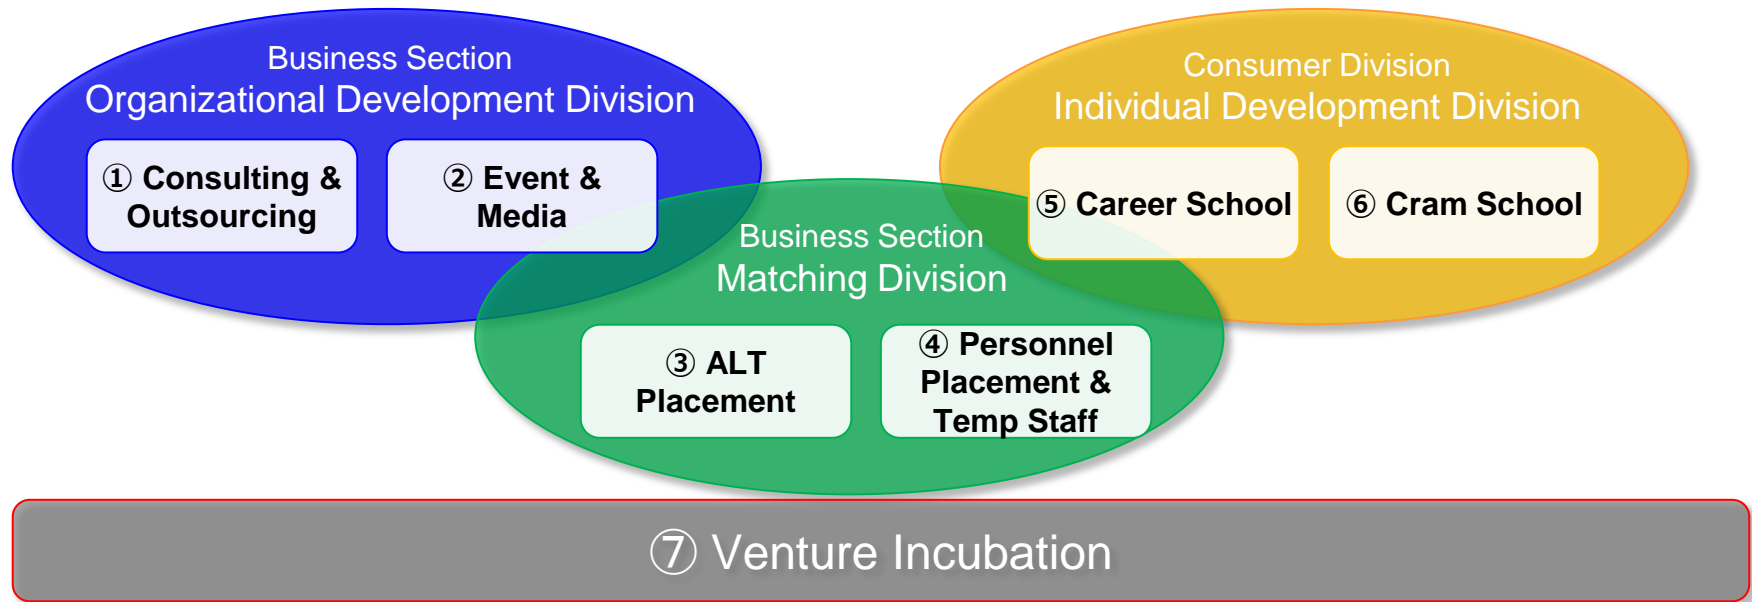 Business Section
Organizational Development Division
① Consulting &
Outsourcing
② Event &
Media
Consumer Division
Individual Development Division
⑤ Career School
⑥ Cram School
Business Section
Matching Division
③ ALT
Placement
④ Personnel
Placement &
Temp Staff
⑦ Venture Incubation